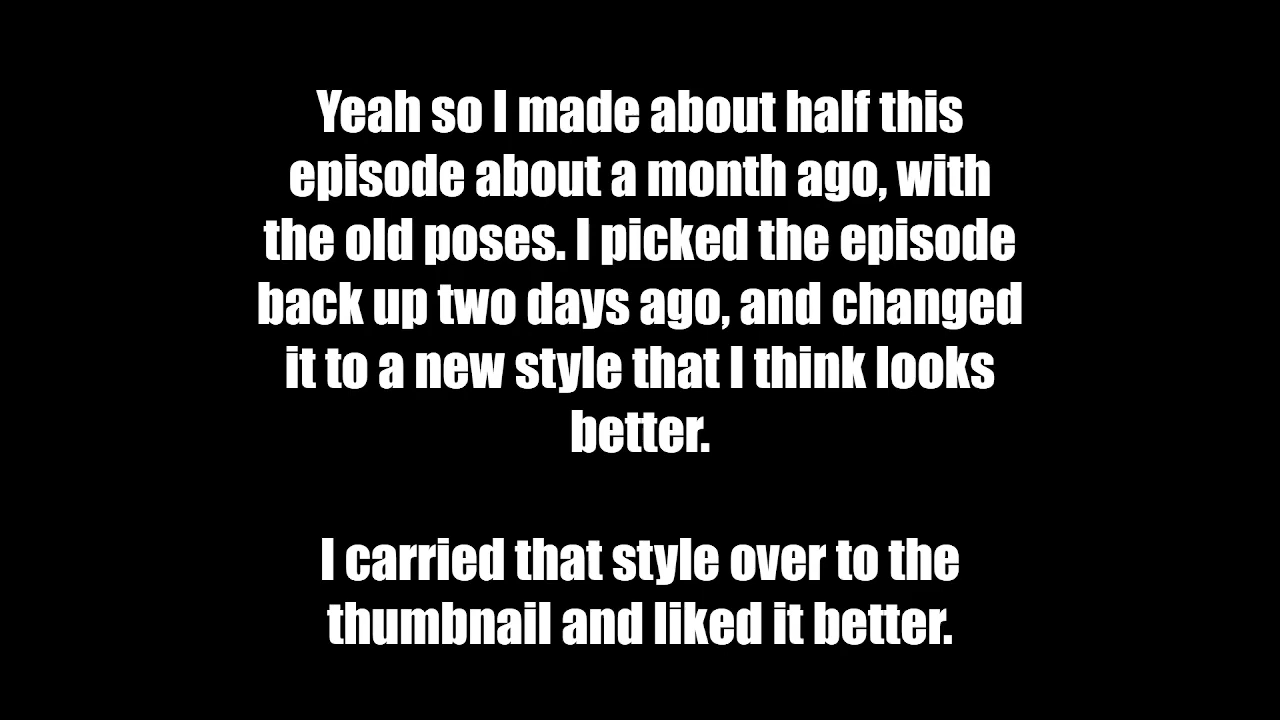 Yeah so I made about half this
episode about a month ago, with
the old poses. I picked the episode
back up two days ago, and changed
it to a new style that I think looks
better.
I carried that style over to the
thumbnail and liked it better.